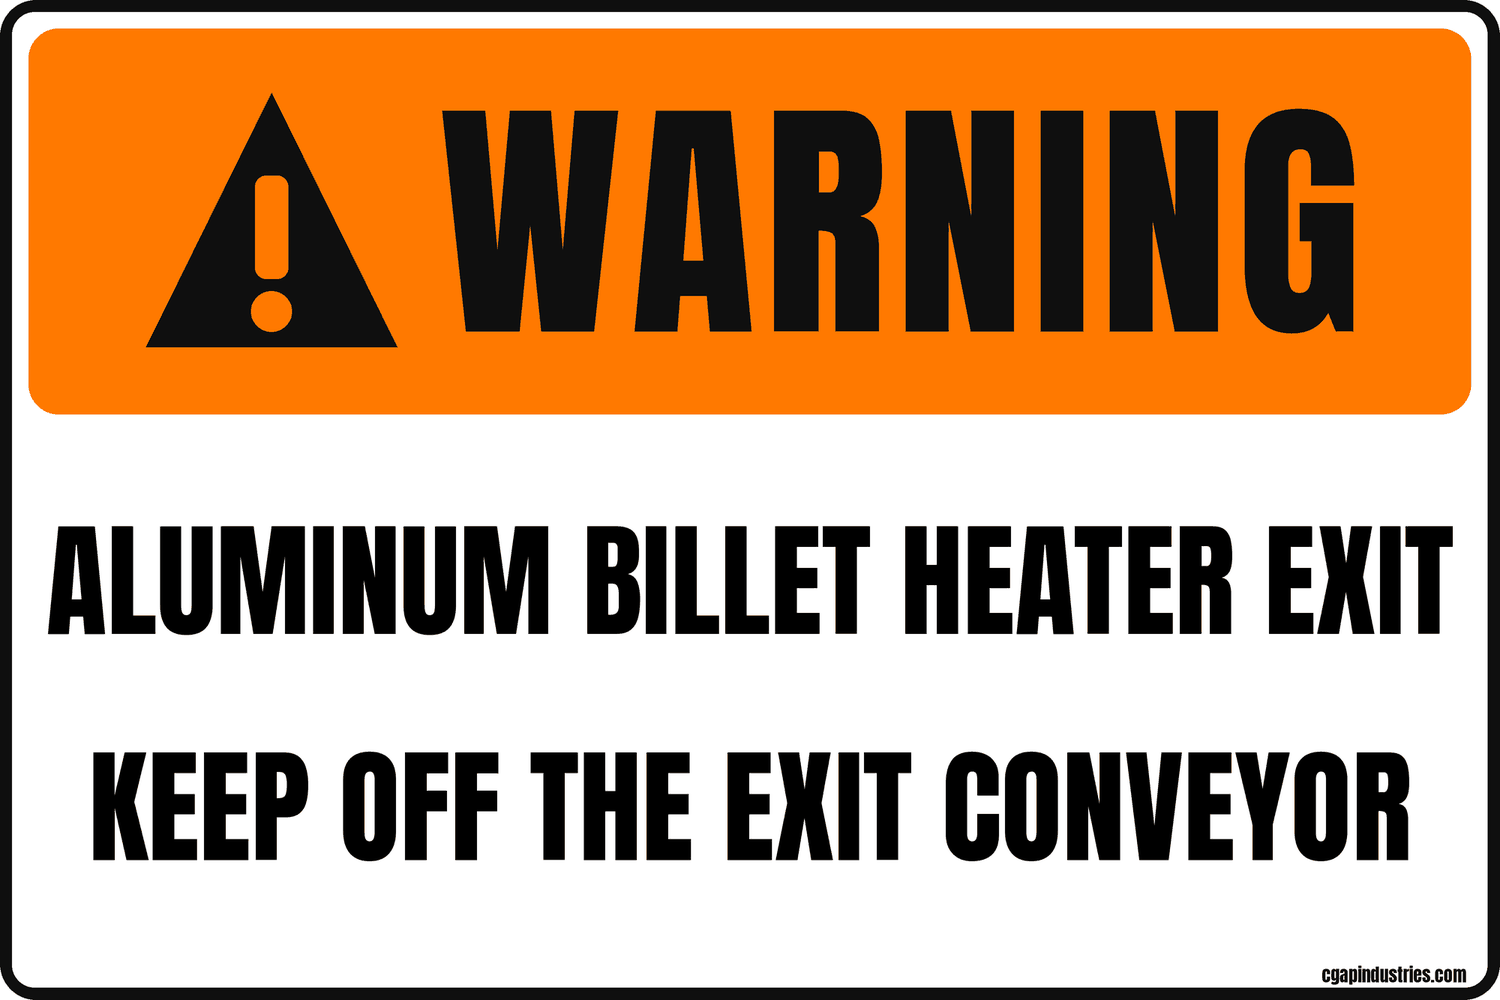 WARNING
ALUMINUM BILLET HEATER EXIT
KEEP OFF THE EXIT CONVEYOR
cgapindustries.com